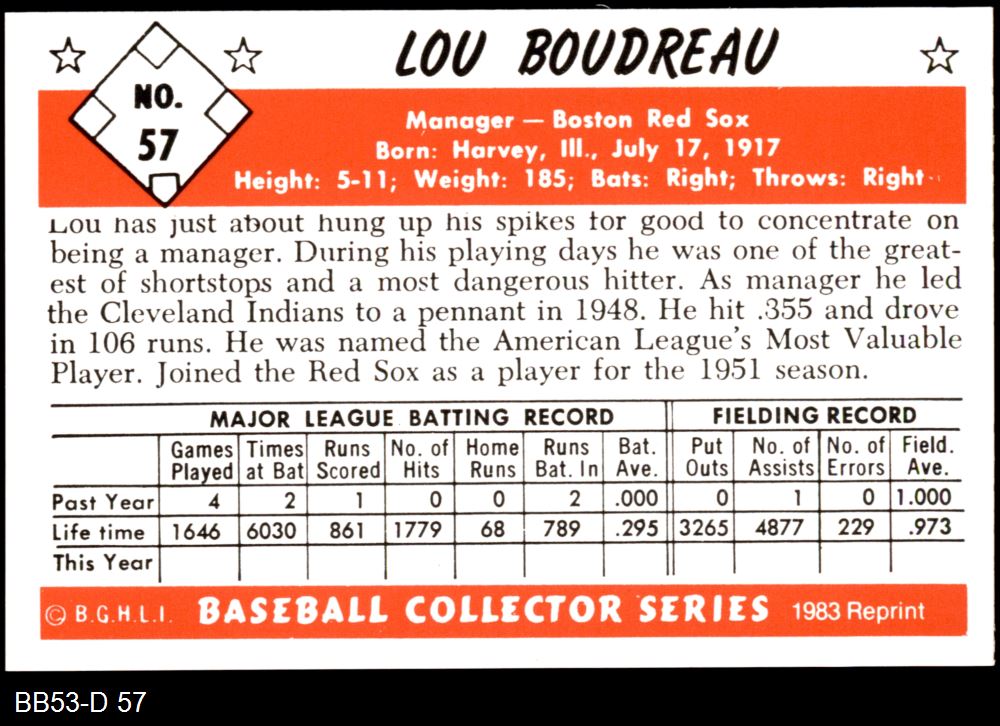 LOU BOUDREAU
NO.
57
Manager — Boston Red Sox
Born: Harvey, Ill., July 17, 1917
Height: 5-11; Weight: 185; Bats: Right; Throws: Right
Lou has just about hung up his spikes for good to concentrate on
being a manager. During his playing days he was one of the great-
est of shortstops and a most dangerous hitter. As manager he led
the Cleveland Indians to a pennant in 1948. He hit .355 and drove
in 106 runs. He was named the American League's Most Valuable
Player. Joined the Red Sox as a player for the 1951 season.
MAJOR LEAGUE BATTING RECORD FIELDING RECORD
Games Times Runs No. of Home Runs Bat. Put No. of No. of Field.
Played at Bat Scored Hits Runs Bat. In Ave. Outs Assists Errors Ave.
Past Year 4 2 1 0 0 2 .000 0 1 0 1.000
Life time 1646 6030 861 1779 68 789 .295 3265 4877 229 .973
This Year
© B.G.H.L.I. BASEBALL COLLECTOR SERIES 1983 Reprint
BB53-D 57